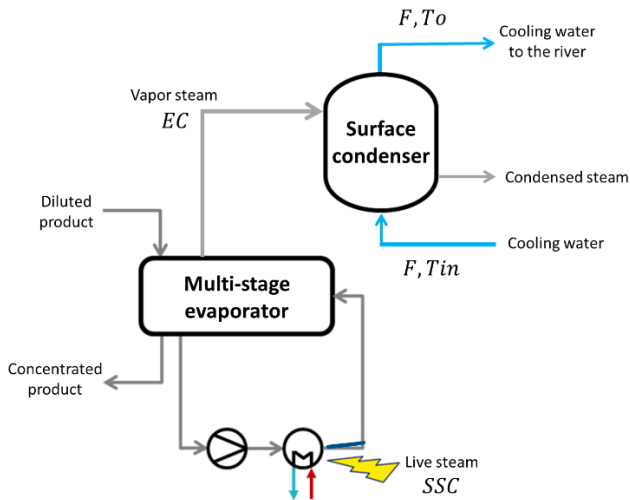 F, To
Cooling water
to the river
Vapor steam
EC
Surface
condenser
Condensed steam
Diluted
product
Cooling water
F, Tin
Multi-stage
evaporator
Concentrated
product
Live steam
SSC